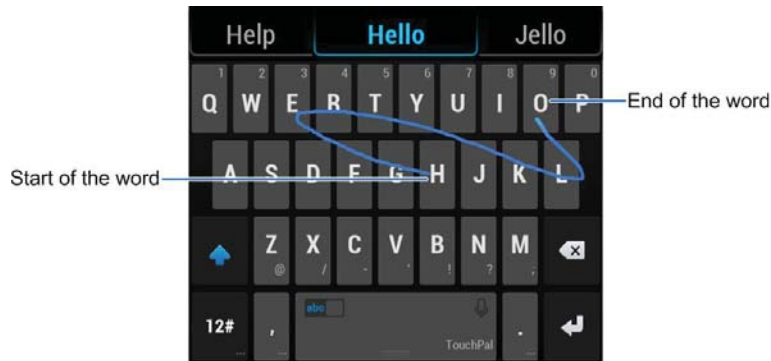 Help Hello Jello
1 2 3 4 5 6 7 8 9 0
Q W E R T Y U I O P
End of the word
Start of the word
A S D F G H J K L
Z X C V B N M
@ / - ' ! ? ;
abc
12# , .
TouchPal